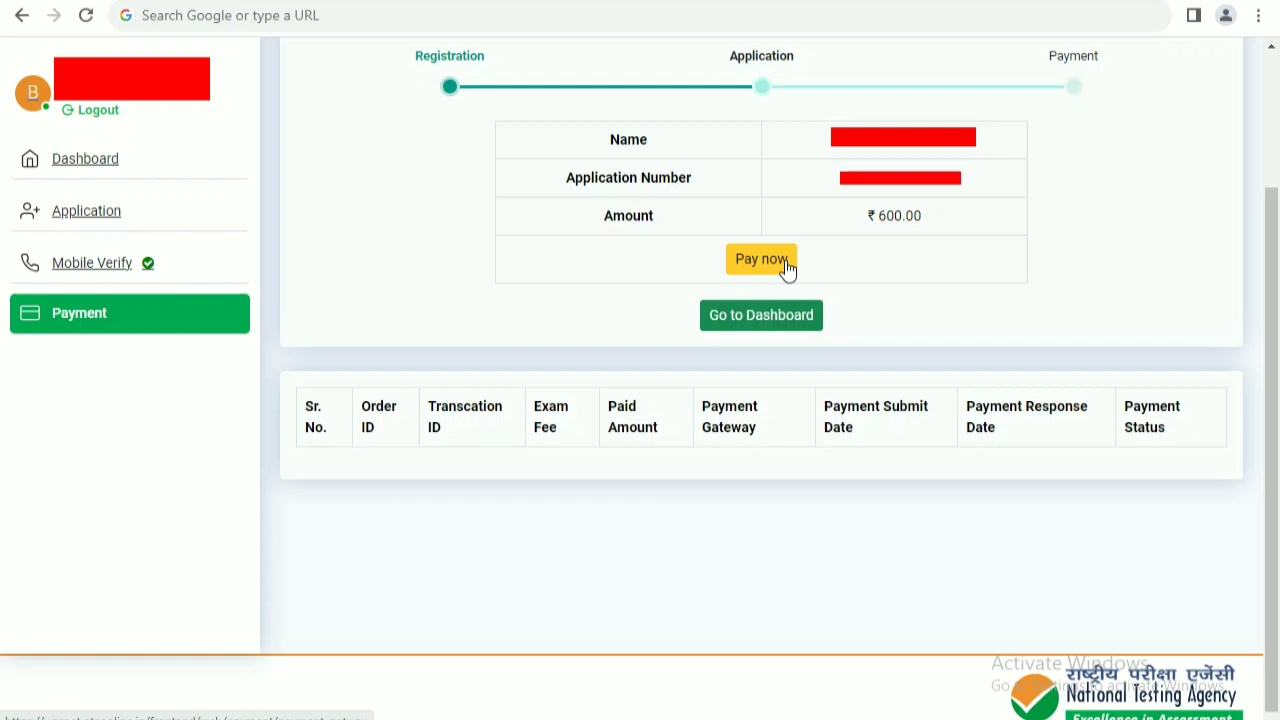 Search Google or type a URL
Registration
Application
Payment
B
Logout
Dashboard
Application
Mobile Verify
Payment
Name
Application Number
Amount
₹ 600.00
Pay now
Go to Dashboard
Sr. No.
Order ID
Transcation ID
Exam Fee
Paid Amount
Payment Gateway
Payment Submit Date
Payment Response Date
Payment Status
Activate Windows
राष्ट्रीय परीक्षा एजेंसी
National Testing Agency
Excellence in Assessment